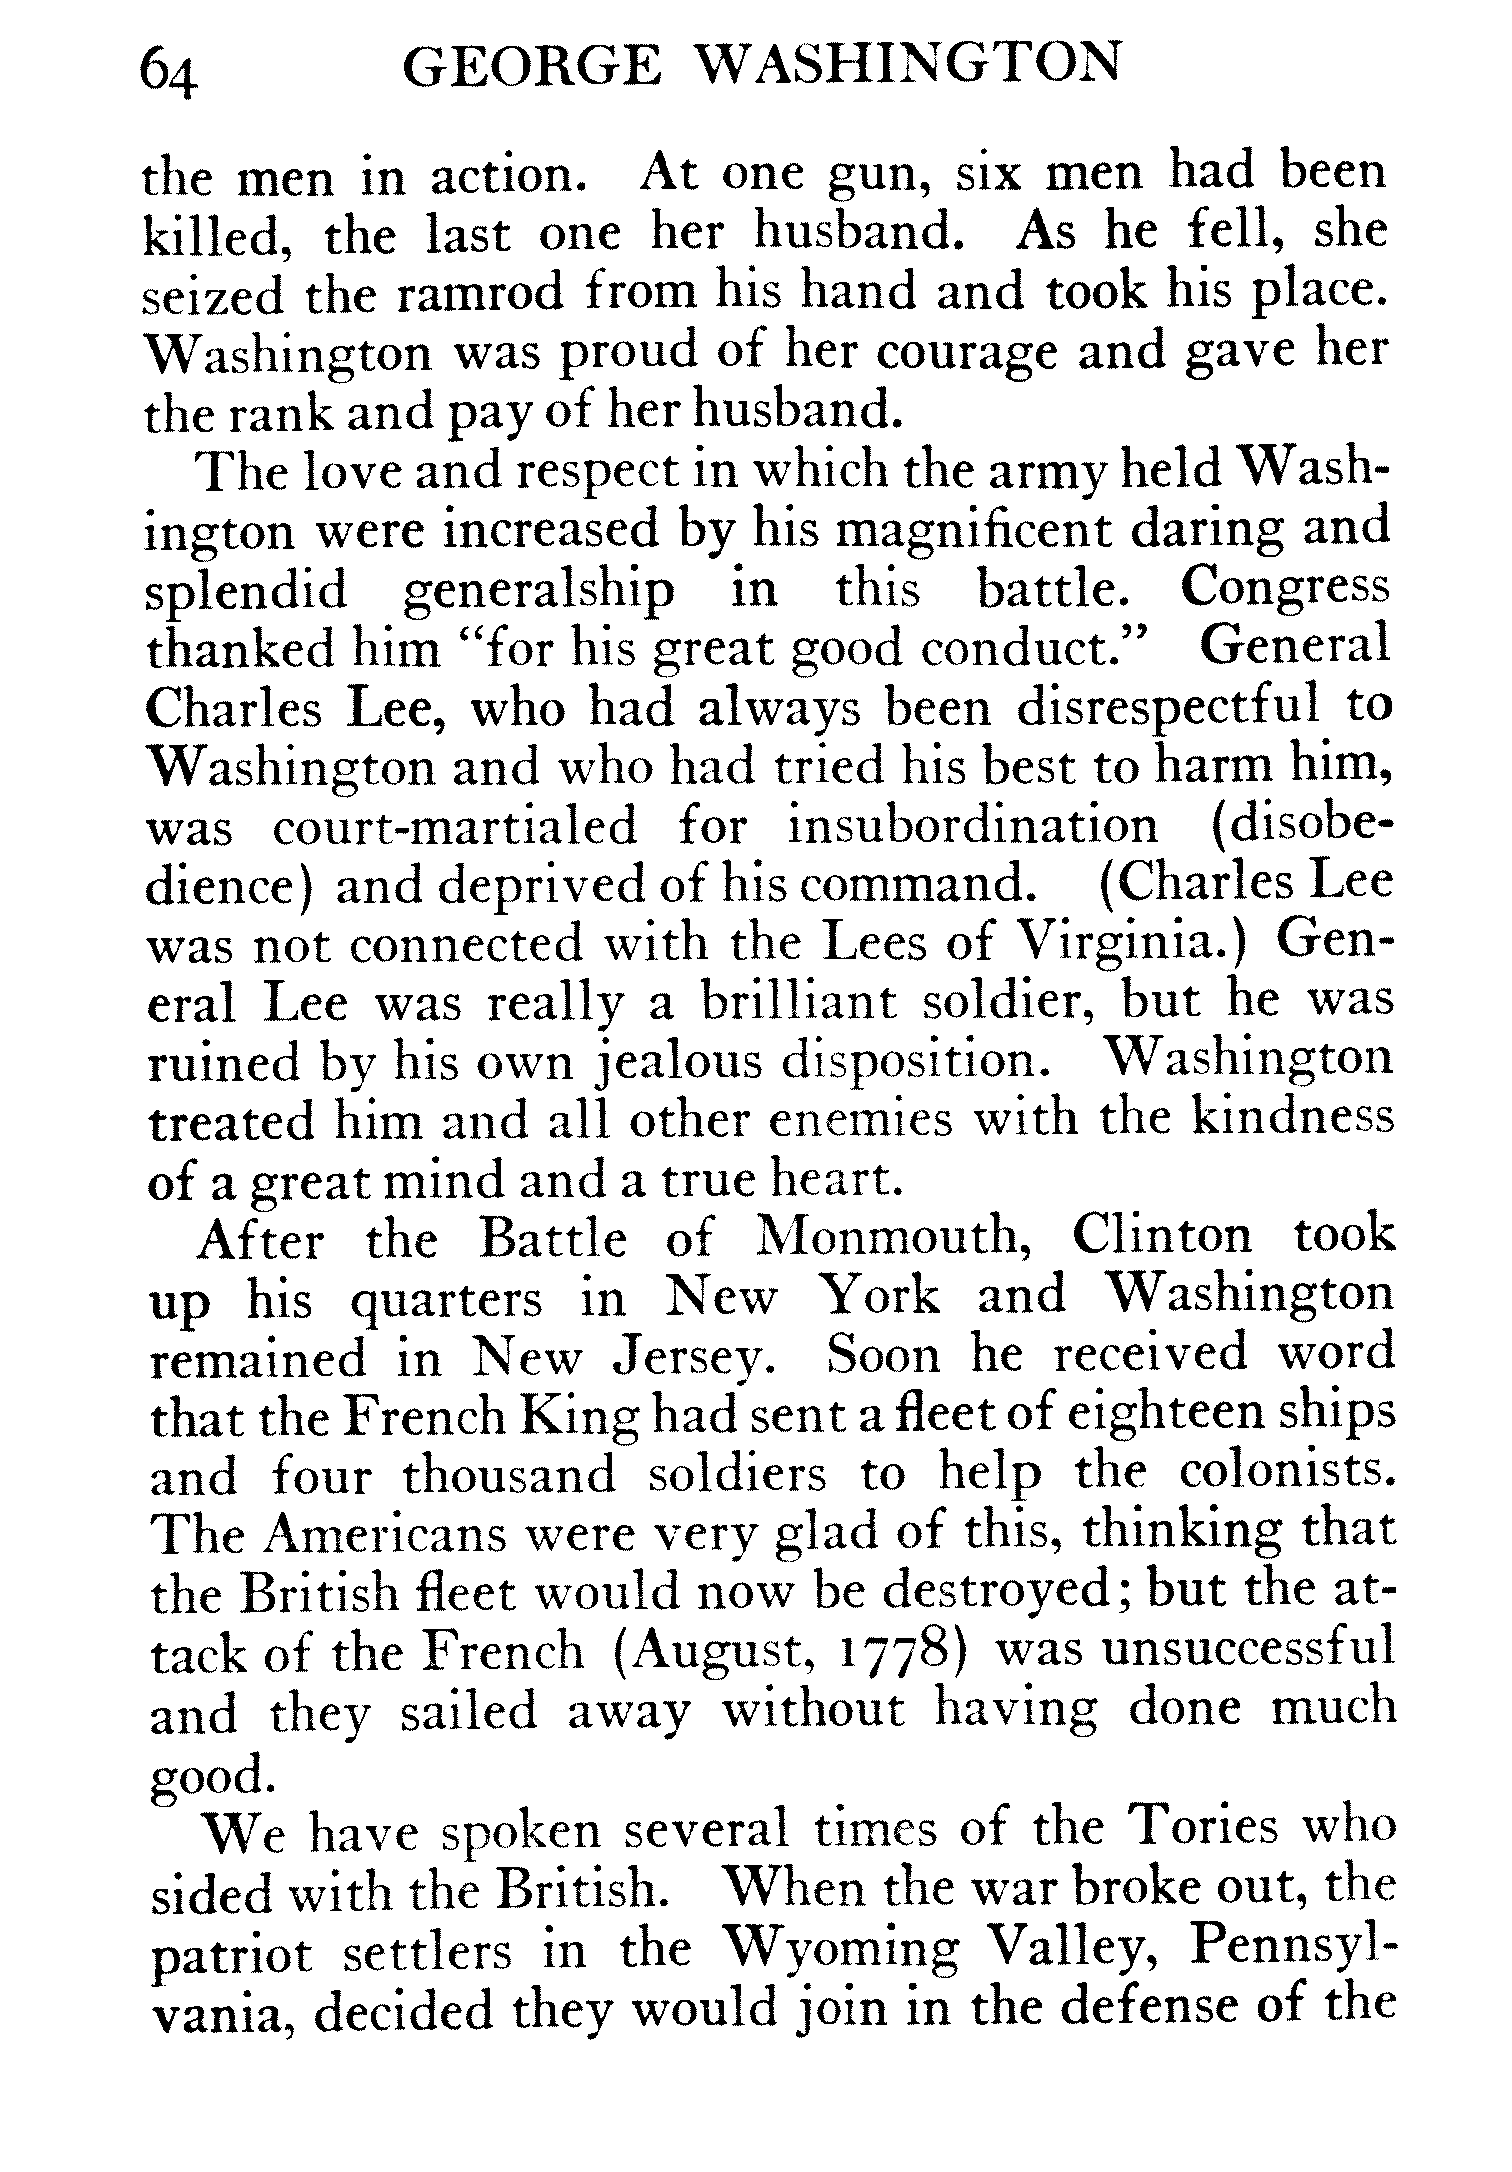 64 GEORGE WASHINGTON
the men in action. At one gun, six men had been
killed, the last one her husband. As he fell, she
seized the ramrod from his hand and took his place.
Washington was proud of her courage and gave her
the rank and pay of her husband.
The love and respect in which the army held Wash-
ington were increased by his magnificent daring and
splendid generalship in this battle. Congress
thanked him “for his great good conduct.” General
Charles Lee, who had always been disrespectful to
Washington and who had tried his best to harm him,
was court-martialed for insubordination (disobe-
dience) and deprived of his command. (Charles Lee
was not connected with the Lees of Virginia.) Gen-
eral Lee was really a brilliant soldier, but he was
ruined by his own jealous disposition. Washington
treated him and all other enemies with the kindness
of a great mind and a true heart.
After the Battle of Monmouth, Clinton took
up his quarters in New York and Washington
remained in New Jersey. Soon he received word
that the French King had sent a fleet of eighteen ships
and four thousand soldiers to help the colonists.
The Americans were very glad of this, thinking that
the British fleet would now be destroyed; but the at-
tack of the French (August, 1778) was unsuccessful
and they sailed away without having done much
good.
We have spoken several times of the Tories who
sided with the British. When the war broke out, the
patriot settlers in the Wyoming Valley, Pennsyl-
vania, decided they would join in the defense of the